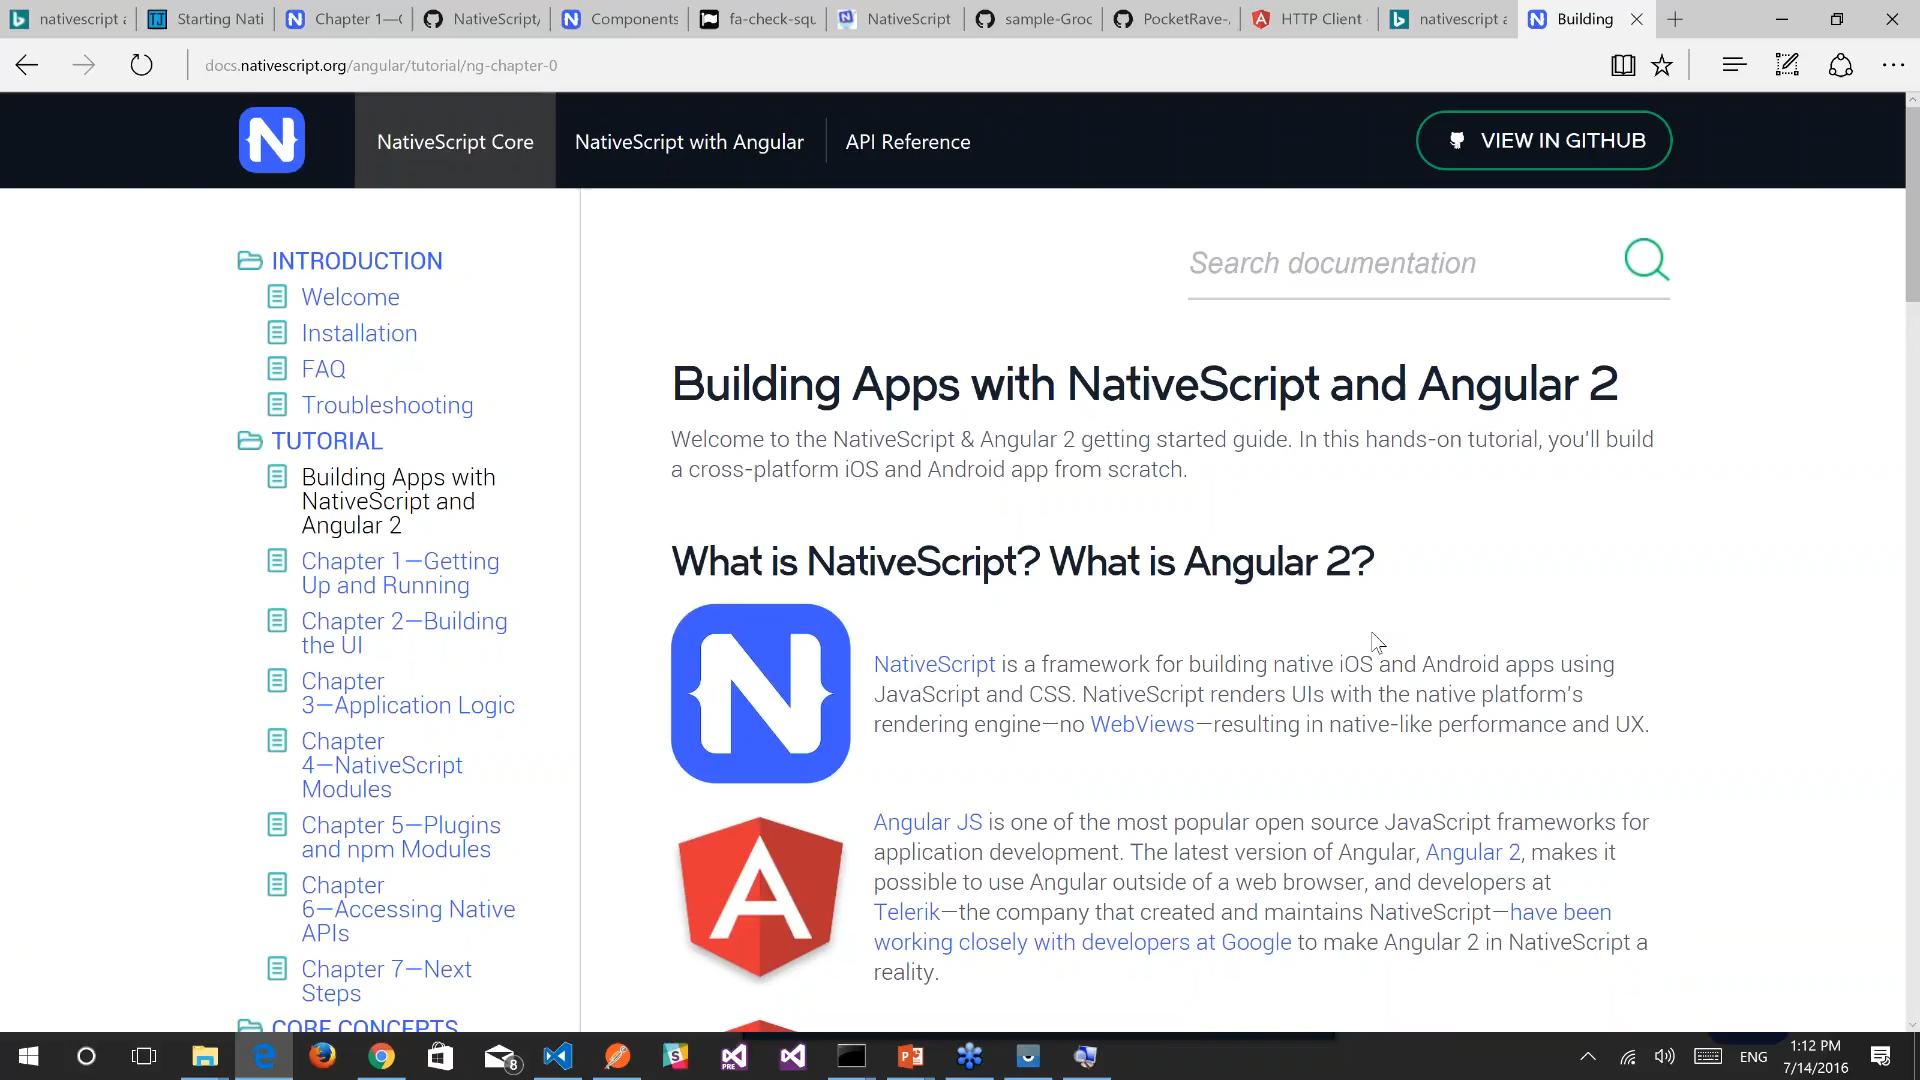 nativescript a
Starting Nati
Chapter 1—G
NativeScript/
Components
fa-check-squ
NativeScript
sample-Groc
PocketRave-
HTTP Client
nativescript a
Building
docs.nativescript.org/angular/tutorial/ng-chapter-0
NativeScript Core
NativeScript with Angular
API Reference
VIEW IN GITHUB
INTRODUCTION
Welcome
Installation
FAQ
Troubleshooting
TUTORIAL
Building Apps with
NativeScript and
Angular 2
Chapter 1—Getting
Up and Running
Chapter 2—Building
the UI
Chapter
3—Application Logic
Chapter
4—NativeScript
Modules
Chapter 5—Plugins
and npm Modules
Chapter
6—Accessing Native
APIs
Chapter 7—Next
Steps
CORE CONCEPTS
Search documentation
Building Apps with NativeScript and Angular 2
Welcome to the NativeScript & Angular 2 getting started guide. In this hands-on tutorial, you'll build
a cross-platform iOS and Android app from scratch.
What is NativeScript? What is Angular 2?
NativeScript is a framework for building native iOS and Android apps using
JavaScript and CSS. NativeScript renders UIs with the native platform's
rendering engine—no WebViews—resulting in native-like performance and UX.
Angular JS is one of the most popular open source JavaScript frameworks for
application development. The latest version of Angular, Angular 2, makes it
possible to use Angular outside of a web browser, and developers at
Telerik—the company that created and maintains NativeScript—have been
working closely with developers at Google to make Angular 2 in NativeScript a
reality.
8
PRE
ENG
1:12 PM
7/14/2016